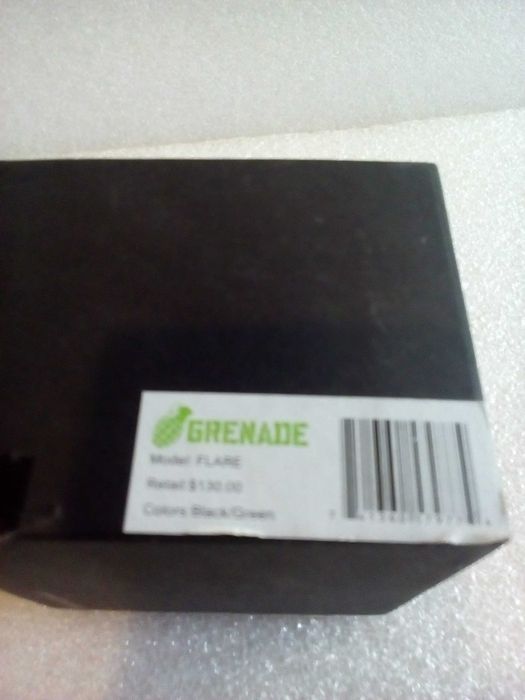 GRENADE
Model: FLARE
Retail $130.00
Colors Black/Green